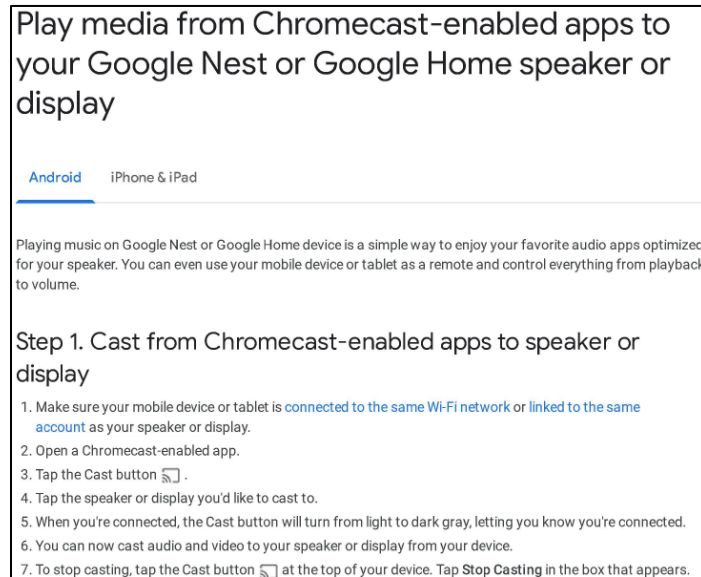 Play media from Chromecast-enabled apps to
your Google Nest or Google Home speaker or
display
Android iPhone & iPad
Playing music on Google Nest or Google Home device is a simple way to enjoy your favorite audio apps optimized
for your speaker. You can even use your mobile device or tablet as a remote and control everything from playback
to volume.
Step 1. Cast from Chromecast-enabled apps to speaker or
display
1. Make sure your mobile device or tablet is connected to the same Wi-Fi network or linked to the same
account as your speaker or display.
2. Open a Chromecast-enabled app.
3. Tap the Cast button .
4. Tap the speaker or display you'd like to cast to.
5. When you're connected, the Cast button will turn from light to dark gray, letting you know you're connected.
6. You can now cast audio and video to your speaker or display from your device.
7. To stop casting, tap the Cast button at the top of your device. Tap Stop Casting in the box that appears.